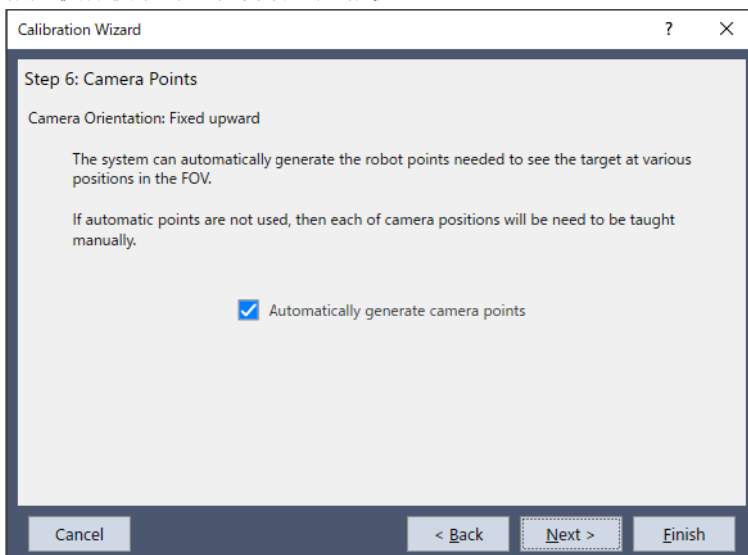 Calibration Wizard
?
Step 6: Camera Points
Camera Orientation: Fixed upward
The system can automatically generate the robot points needed to see the target at various
positions in the FOV.
If automatic points are not used, then each of camera positions will be need to be taught
manually.
Automatically generate camera points
Cancel
< Back
Next >
Finish